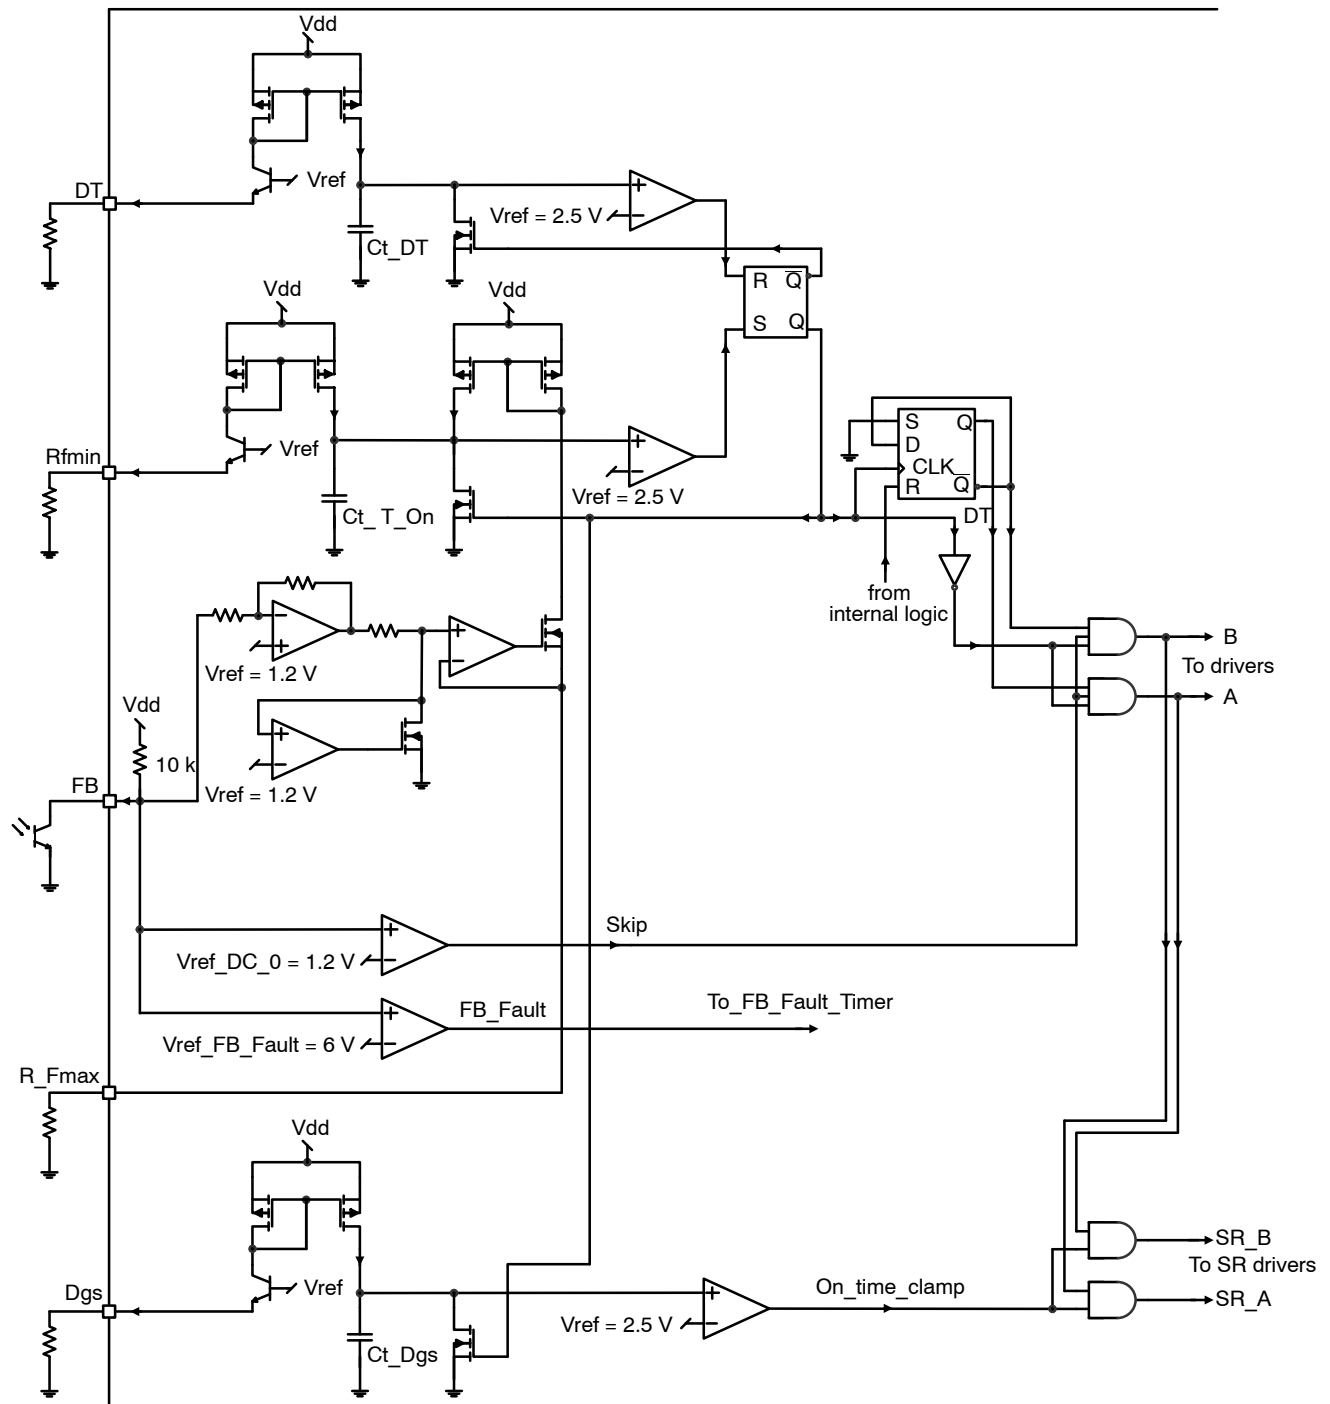 Vdd
DT
Vref
Vref = 2.5 V
Ct_DT
R Q
S Q
Vdd
Vdd
Rfmin
Vref
Vref = 2.5 V
Ct_ T_On
S Q
D
CLK
R Q
DT
from
internal logic
Vref = 1.2 V
B
To drivers
A
Vdd
10 k
FB
Vref = 1.2 V
Skip
Vref_DC_0 = 1.2 V
FB_Fault
To_FB_Fault_Timer
Vref_FB_Fault = 6 V
R_Fmax
Vdd
SR_B
To SR drivers
SR_A
Dgs
Vref
On_time_clamp
Vref = 2.5 V
Ct_Dgs